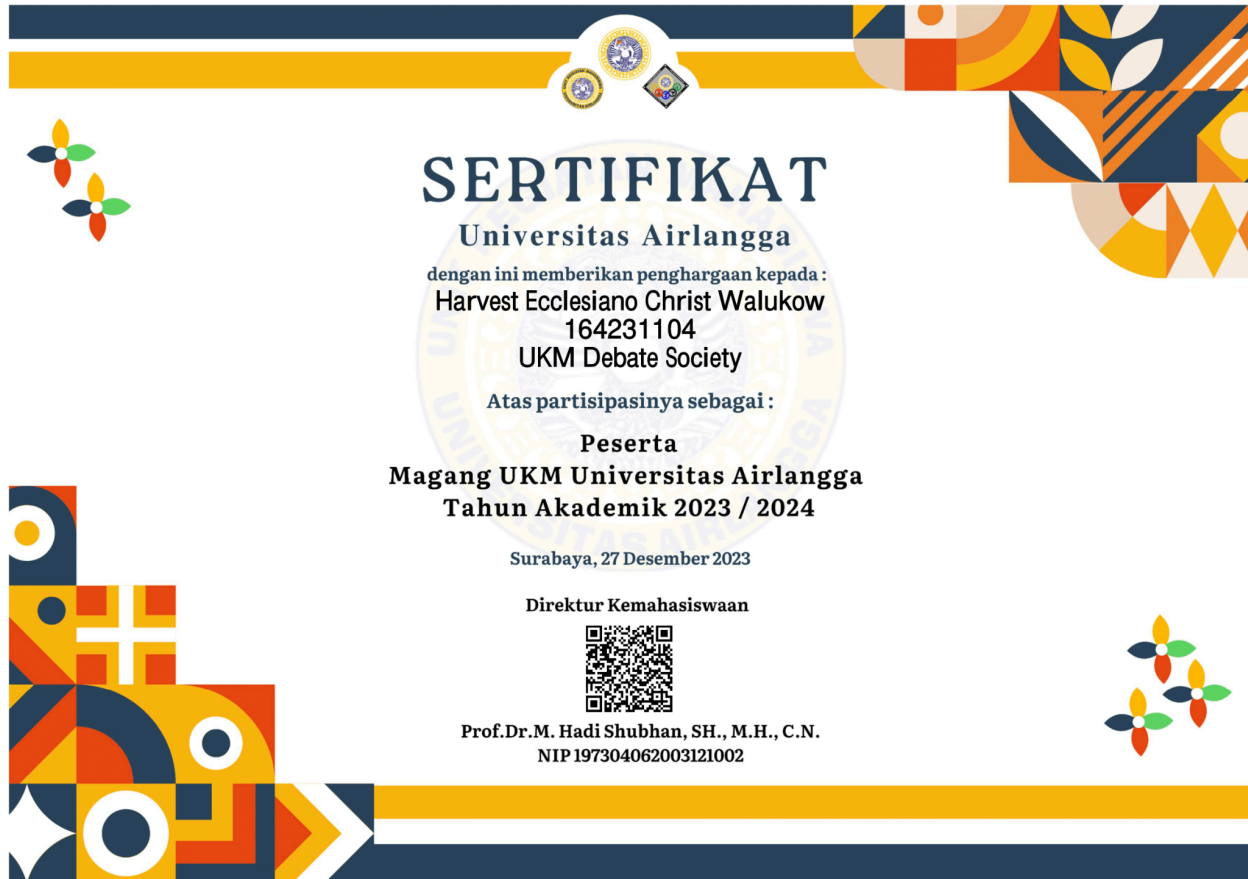 SERTIFIKAT
Universitas Airlangga
dengan ini memberikan penghargaan kepada :
Harvest Ecclesiano Christ Walukow
164231104
UKM Debate Society
Atas partisipasinya sebagai :
Peserta
Magang UKM Universitas Airlangga
Tahun Akademik 2023 / 2024
Surabaya, 27 Desember 2023
Direktur Kemahasiswaan
Prof.Dr.M. Hadi Shubhan, SH., M.H., C.N.
NIP 197304062003121002